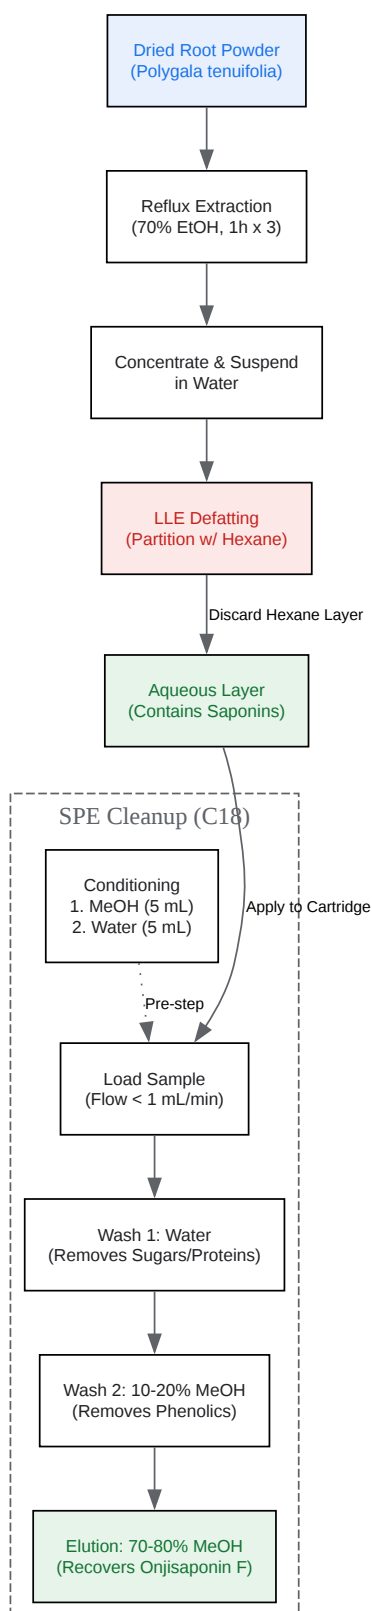 Dried Root Powder
(Polygala tenuifolia)
Reflux Extraction
(70% EtOH, 1h x 3)
Concentrate & Suspend
in Water
LLE Defatting
(Partition w/ Hexane)
Discard Hexane Layer
Aqueous Layer
(Contains Saponins)
SPE Cleanup (C18)
Conditioning
1. MeOH (5 mL)
2. Water (5 mL)
Apply to Cartridge
Pre-step
Load Sample
(Flow < 1 mL/min)
Wash 1: Water
(Removes Sugars/Proteins)
Wash 2: 10-20% MeOH
(Removes Phenolics)
Elution: 70-80% MeOH
(Recovers Onjisaponin F)